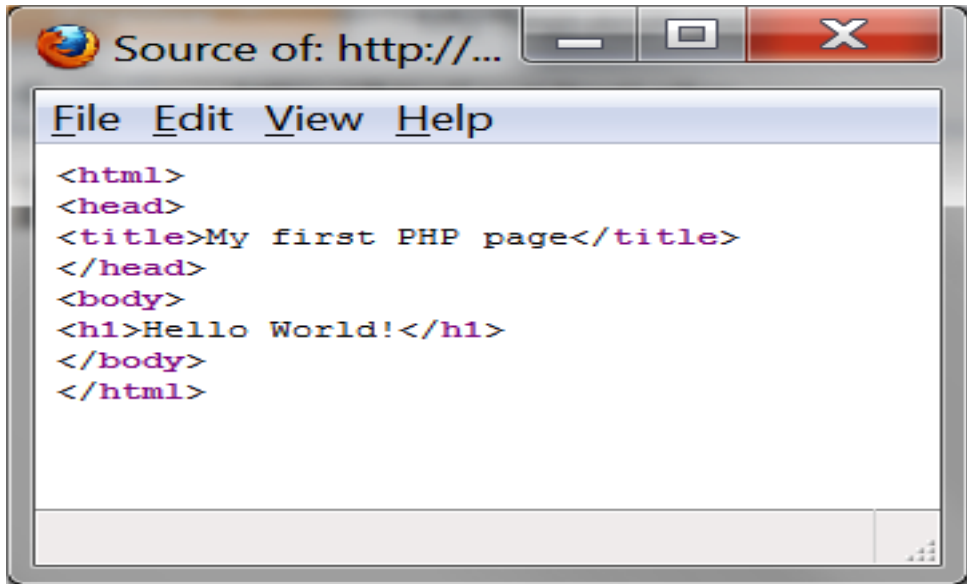 Source of: http://...
File Edit View Help
<html>
<head>
<title>My first PHP page</title>
</head>
<body>
<h1>Hello World!</h1>
</body>
</html>